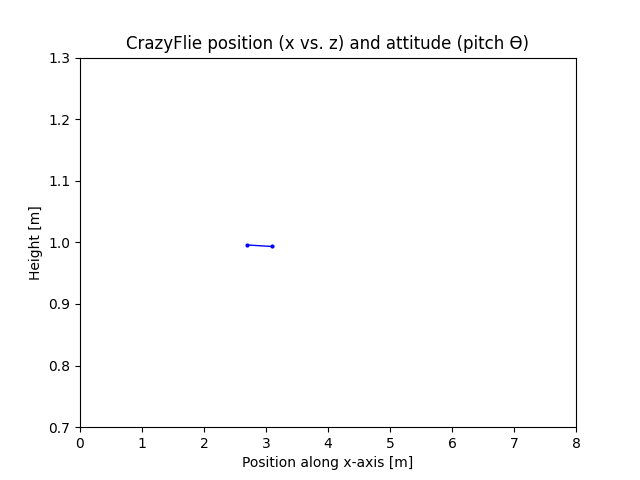 CrazyFlie position (x vs. z) and attitude (pitch ϴ)
1.3
1.2
1.1
1.0
0.9
0.8
0.7
Height [m]
0 1 2 3 4 5 6 7 8
Position along x-axis [m]